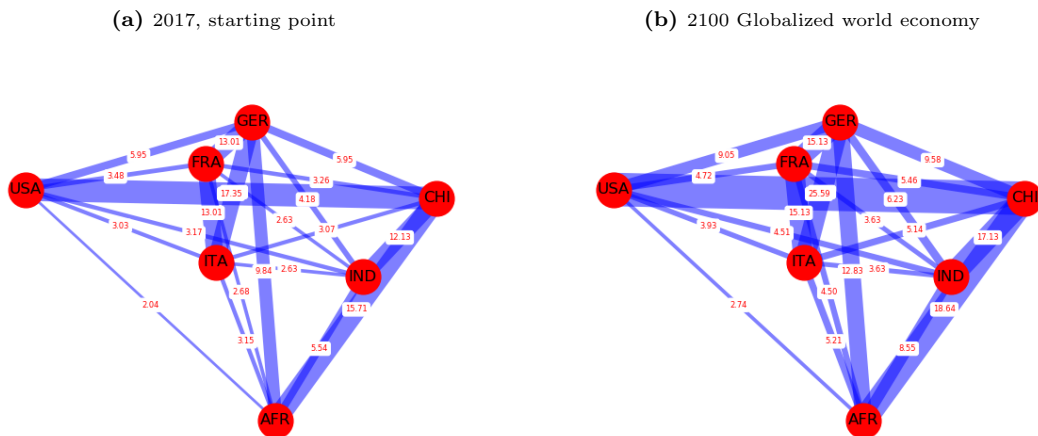 (a) 2017, starting point
(b) 2100 Globalized world economy
GER
13.01
5.95
5.95
FRA
3.48
3.26
USA
17.35
4.18
CHI
13.01
2.63
3.03
3.17
3.07
12.13
ITA
9.84
2.63
IND
2.68
2.04
15.71
3.15
5.54
AFR
GER
15.13
9.05
9.58
FRA
4.72
5.46
USA
25.59
6.23
CHI
15.13
3.63
3.93
4.51
5.14
17.13
ITA
12.83
3.63
IND
4.50
2.74
18.64
5.21
8.55
AFR